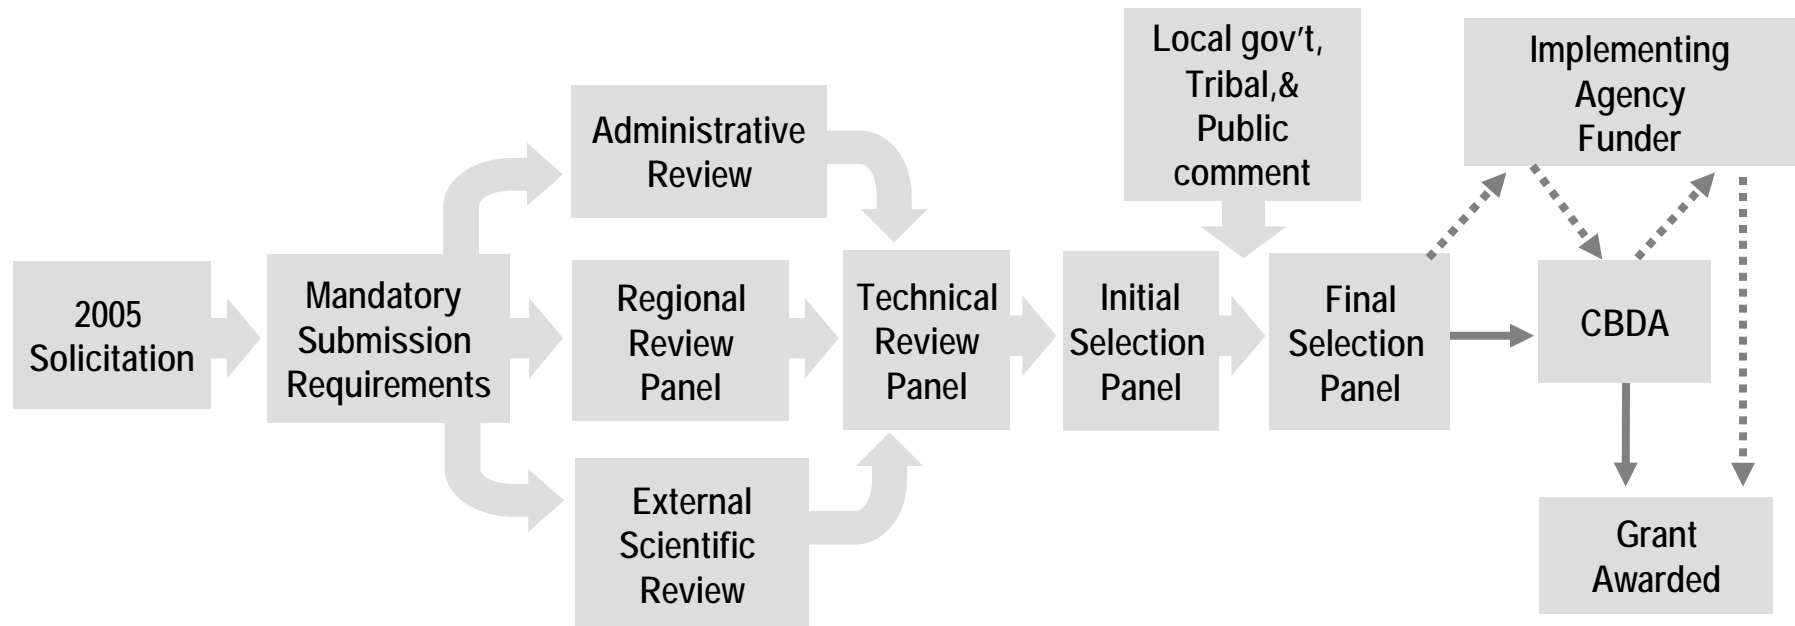 2005
Solicitation
Mandatory
Submission
Requirements
Administrative
Review
Regional
Review
Panel
External
Scientific
Review
Technical
Review
Panel
Initial
Selection
Panel
Local gov't,
Tribal,&
Public
comment
Final
Selection
Panel
Implementing
Agency
Funder
CBDA
Grant
Awarded